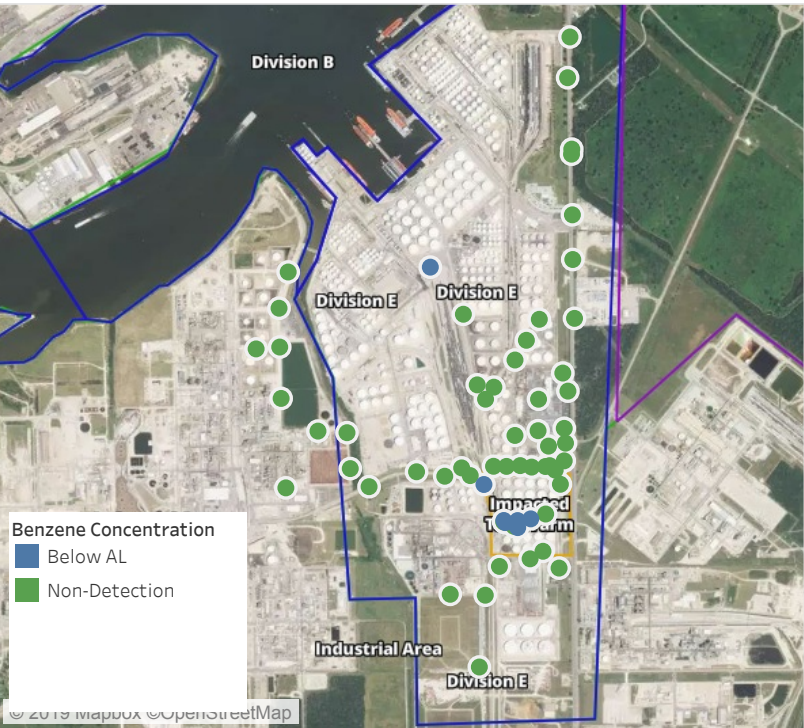 Division B
Division E
Division E
Impacted
Benzene Concentration
Below AL
Non-Detection
Industrial Area
Division E
© 2019 Mapbox ©OpenStreetMap